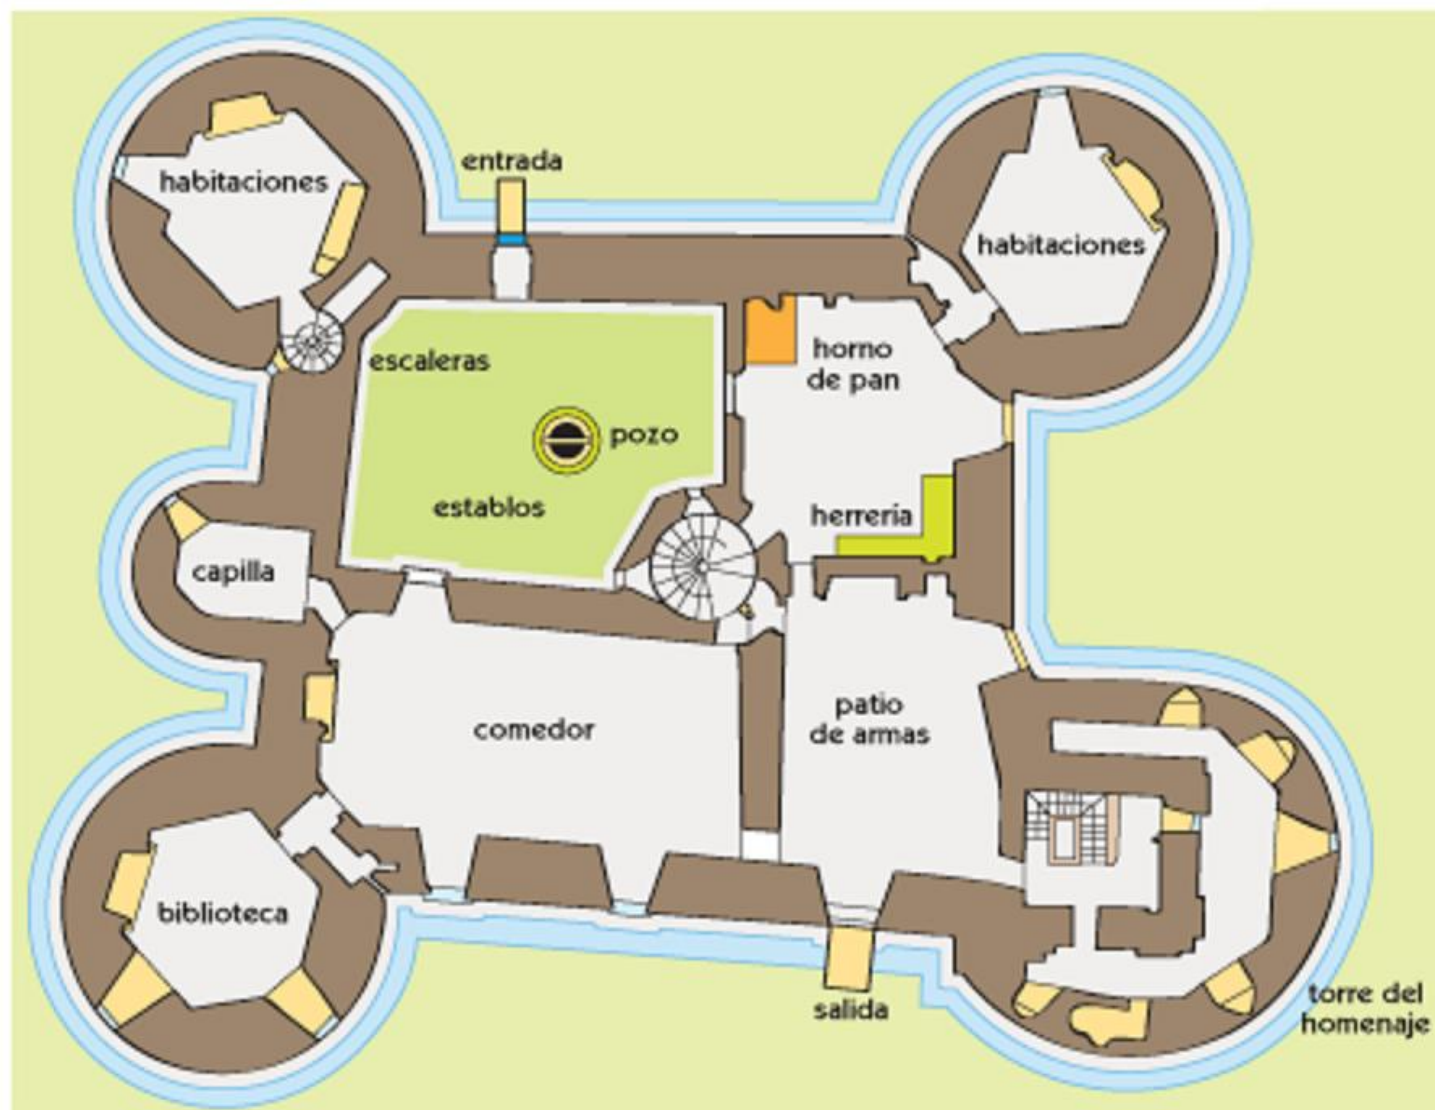 entrada
habitaciones
habitaciones
escaleras
horno
de pan
pozo
establos
herrería
capilla
comedor
patio
de armas
biblioteca
salida
torre del
homenaje